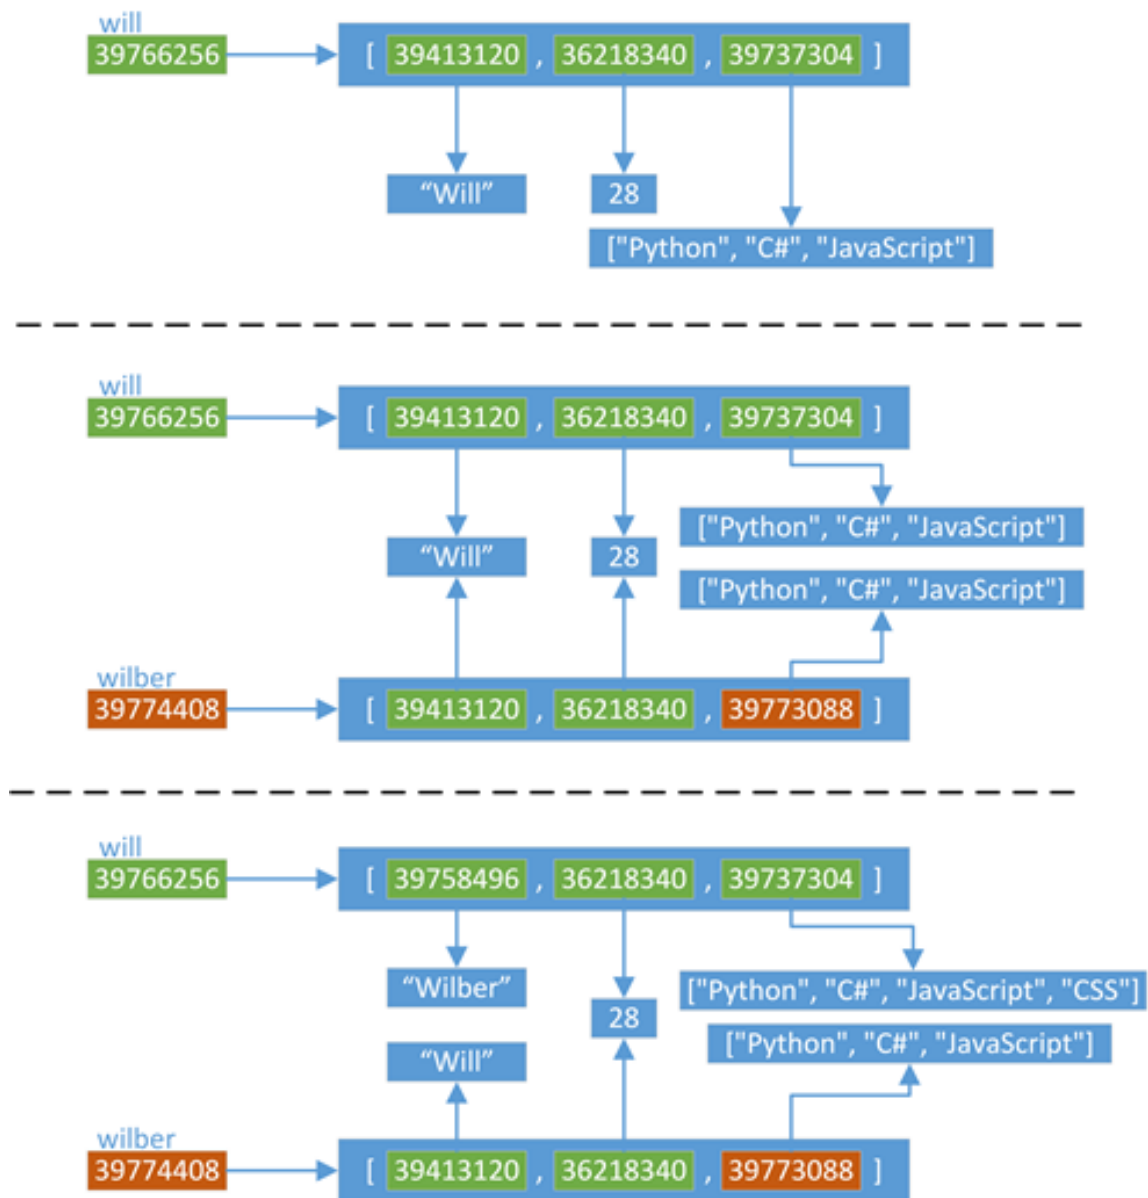 will
39766256 [ 39413120 , 36218340 , 39737304 ]
“Will” 28
["Python", "C#", "JavaScript"]
will
39766256 [ 39413120 , 36218340 , 39737304 ]
["Python", "C#", "JavaScript"]
“Will” 28
["Python", "C#", "JavaScript"]
wilber
39774408 [ 39413120 , 36218340 , 39773088 ]
will
39766256 [ 39758496 , 36218340 , 39737304 ]
“Wilber” ["Python", "C#", "JavaScript", "CSS"]
28
["Python", "C#", "JavaScript"]
“Will”
wilber
39774408 [ 39413120 , 36218340 , 39773088 ]